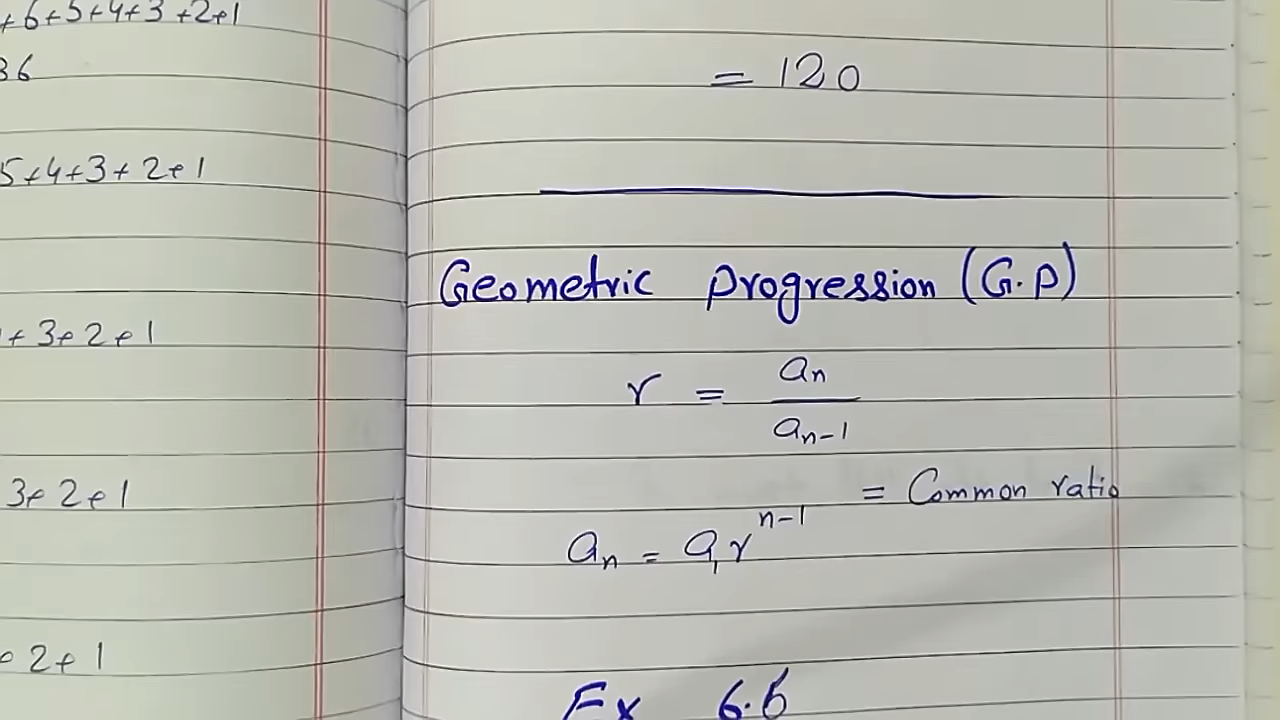 +6+5+4+3+2+1
36
5+4+3+2+1
+3+2+1
3+2+1
+2+1
= 120
Geometric progression (G.P)
r = aₙ / aₙ₋₁
= Common ratio
aₙ = a₁rⁿ⁻¹
Ex 6.6